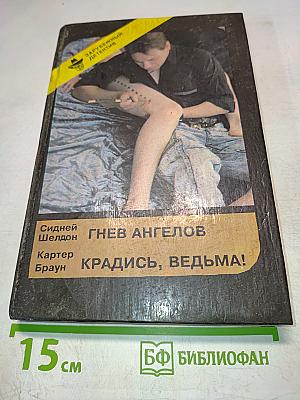 ЗАРУБЕЖНЫЙ
ДЕТЕКТИВ
Сидней
Шелдон
ГНЕВ АНГЕЛОВ
Картер
Браун
КРАДИСЬ, ВЕДЬМА!
15 см
БФ БИБЛИОФАН